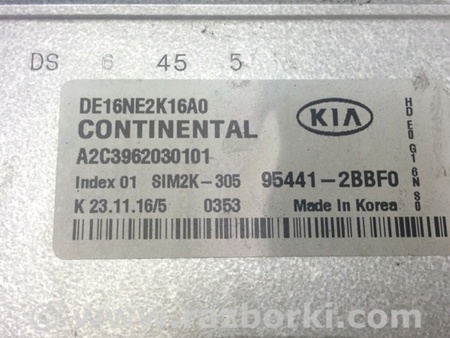 DS 6 45 5
DE16NE2K16A0
CONTINENTAL
KIA
A2C3962030101
Index 01 SIM2K-305 95441-2BBF0
K 23.11.16/5 0353 Made In Korea
HD E0 G1 6N S0
www.razborki.com